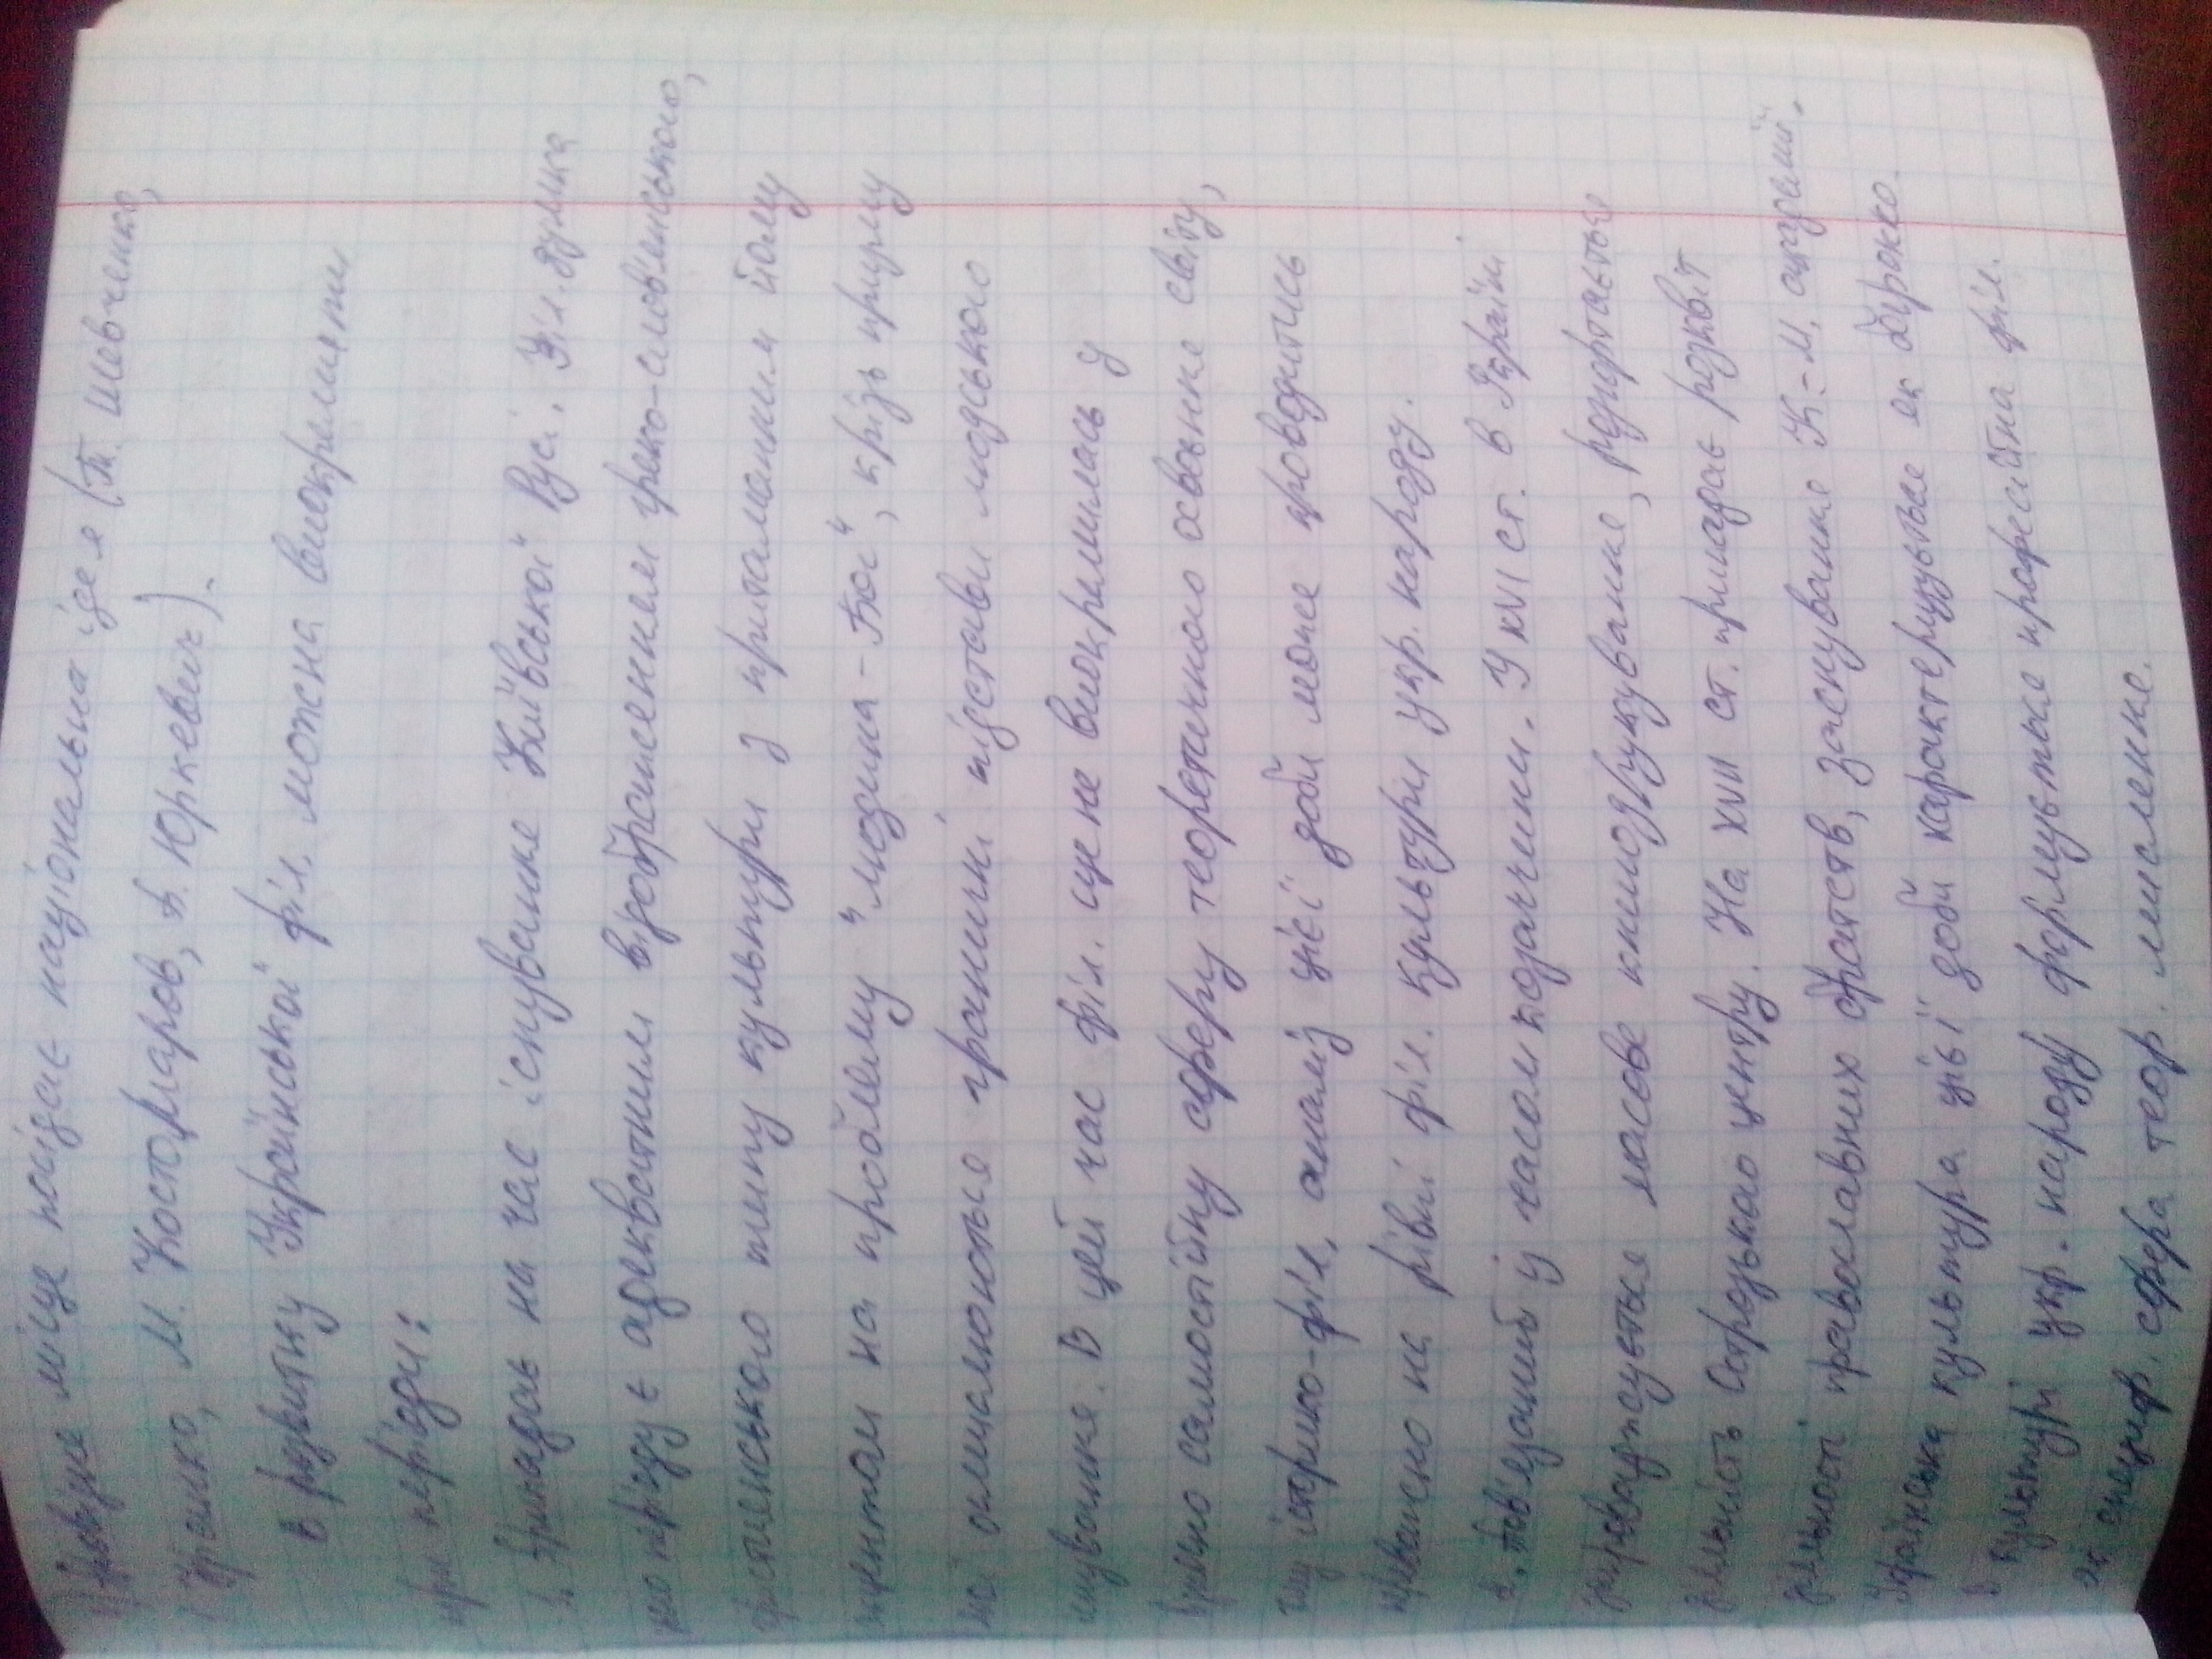 Провідне місце посідає національна ідея (Т. Шевченко,
І. Франко, М. Костомаров, П. Юркевич).
В розвитку Української філ. можна виокремити
три періоди:
1. Припадає на час існування Київської Русі. Філ. думка
цього періоду є адекватним відображенням греко-слов'янського,
християнського типу культури з притаманним йому
акцентом на проблему "людина - Бог", крізь призму
якої осмислюються граничні підстави людського
існування. В цей час філ. ще не виокремилась у
відносно самостійну сферу теоретичного освоєння світу,
тому історико-філ. аналіз цієї доби може проводитись
переважно на рівні філ. культури укр. народу.
2. Пов'язаний із часом козаччини. У XVI ст. в Україні
запроваджується масове книгодрукування, розгортається
діяльність Острозького центру. На XVII ст. припадає розквіт
діяльності православних братств, заснування К.-М. академії.
Українська культура цієї доби характеризується як барокко.
В культурі укр. народу формується професійна філ.
як специф. сфера теор. мислення.